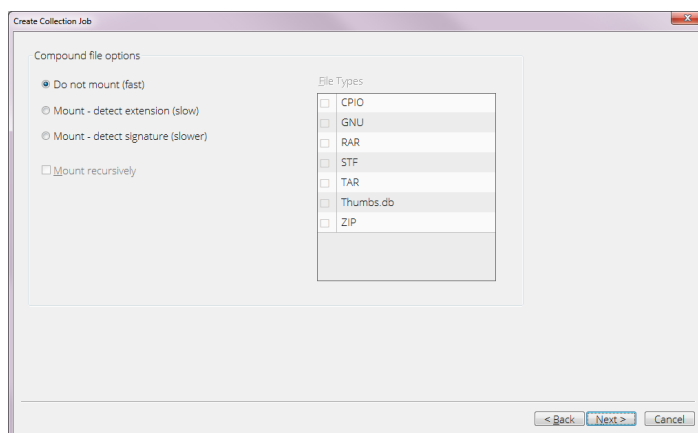 Create Collection Job
Compound file options
Do not mount (fast)
Mount - detect extension (slow)
Mount - detect signature (slower)
Mount recursively
File Types
CPIO
GNU
RAR
STF
TAR
Thumbs.db
ZIP
< Back
Next >
Cancel